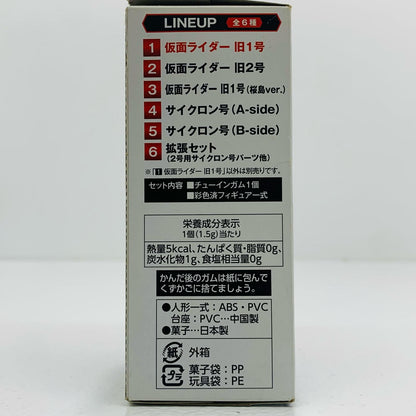 LINEUP 全6種
1 仮面ライダー 旧1号
2 仮面ライダー 旧2号
3 仮面ライダー 旧1号(桜島ver.)
4 サイクロン号(A-side)
5 サイクロン号(B-side)
6 拡張セット
(2号用サイクロン号パーツ他)
※「1仮面ライダー 旧1号」以外は別売りです。
セット内容 ■チューインガム1個
■彩色済フィギュア一式
栄養成分表示
1個(1.5g)当たり
熱量5kcal、たんぱく質・脂質0g、
炭水化物1g、食塩相当量0g
かんだ後のガムは紙に包んで
くずかごに捨てましょう。
●人形一式:ABS・PVC
台座:PVC…中国製
●菓子…日本製
紙 外箱
プラ 菓子袋:PP
玩具袋:PE